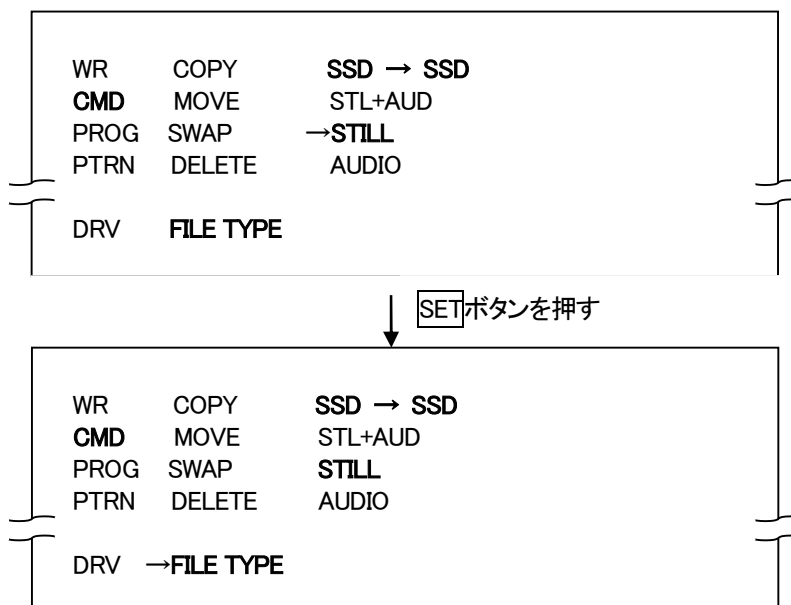 WR COPY SSD → SSD
CMD MOVE STL+AUD
PROG SWAP →STILL
PTRN DELETE AUDIO
DRV FILE TYPE
SETボタンを押す
WR COPY SSD → SSD
CMD MOVE STL+AUD
PROG SWAP STILL
PTRN DELETE AUDIO
DRV →FILE TYPE